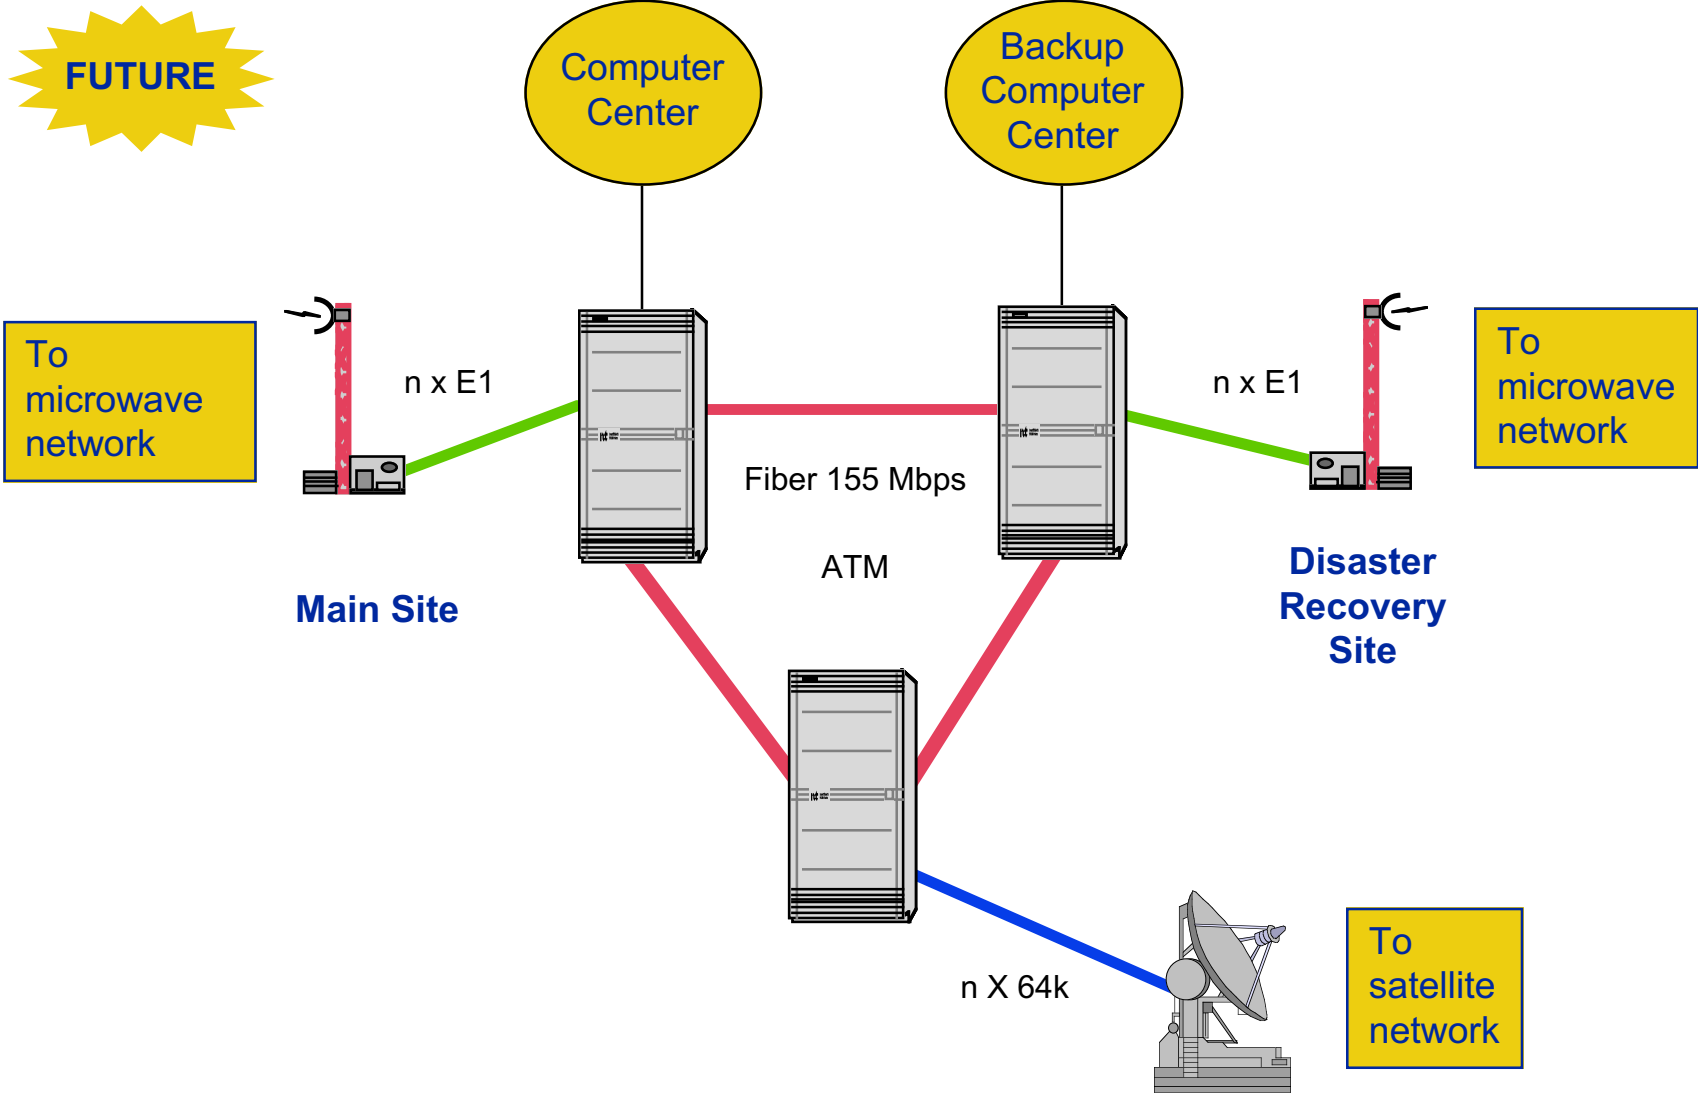 FUTURE
Computer
Center
Backup
Computer
Center
To
microwave
network
n x E1
n x E1
To
microwave
network
Fiber 155 Mbps
ATM
Main Site
Disaster
Recovery
Site
n X 64k
To
satellite
network